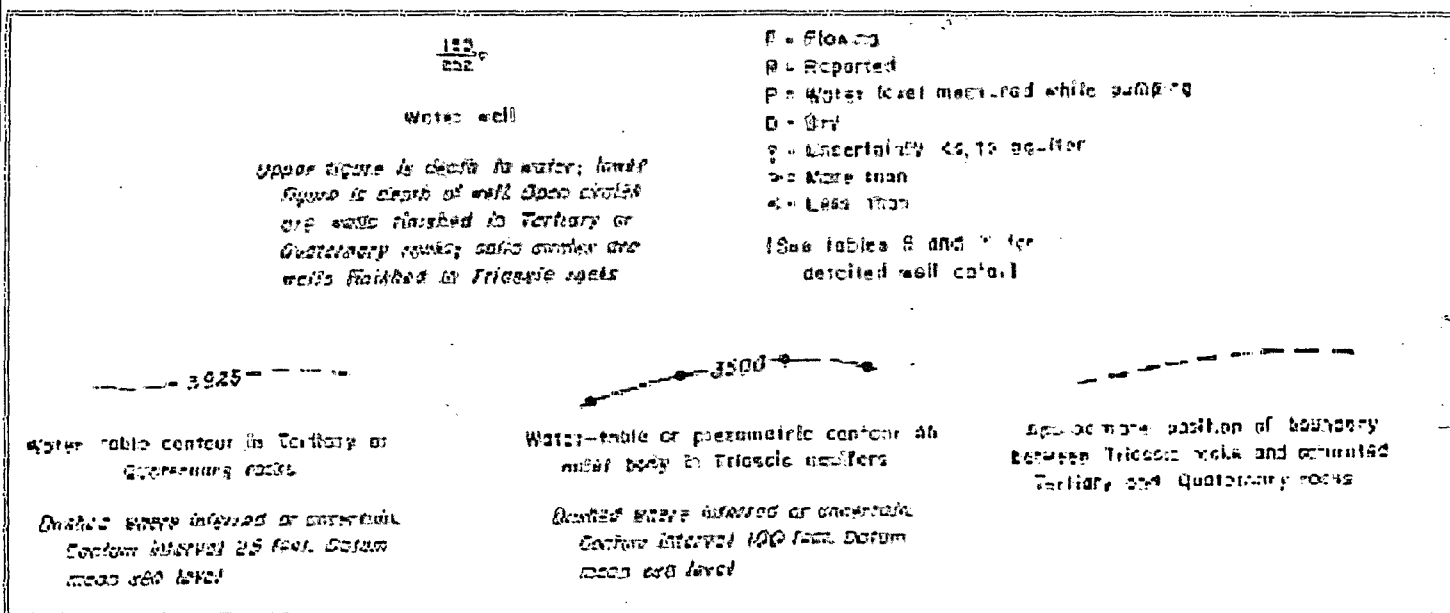 Water well
Upper figure is depth to water; lower
figure is depth of well. Open circles
are wells finished in Tertiary or
Quaternary rocks; solid circles are
wells finished in Triassic rocks
F = Flowing
R = Reported
P = Water level measured while pumping
D = Dry
? = Uncertainty as to aquifer
> = More than
< = Less than
(See tables and for
detailed well data.)
3925
Water table contour in Tertiary or
Quaternary rocks
Dashed where inferred or uncertain.
Contour interval 25 feet. Datum
mean sea level
3500
Water-table or piezometric contour on
water body in Triassic aquifers
Dashed where inferred or uncertain.
Contour interval 100 feet. Datum
mean sea level
Approximate position of boundary
between Triassic rocks and saturated
Tertiary and Quaternary rocks